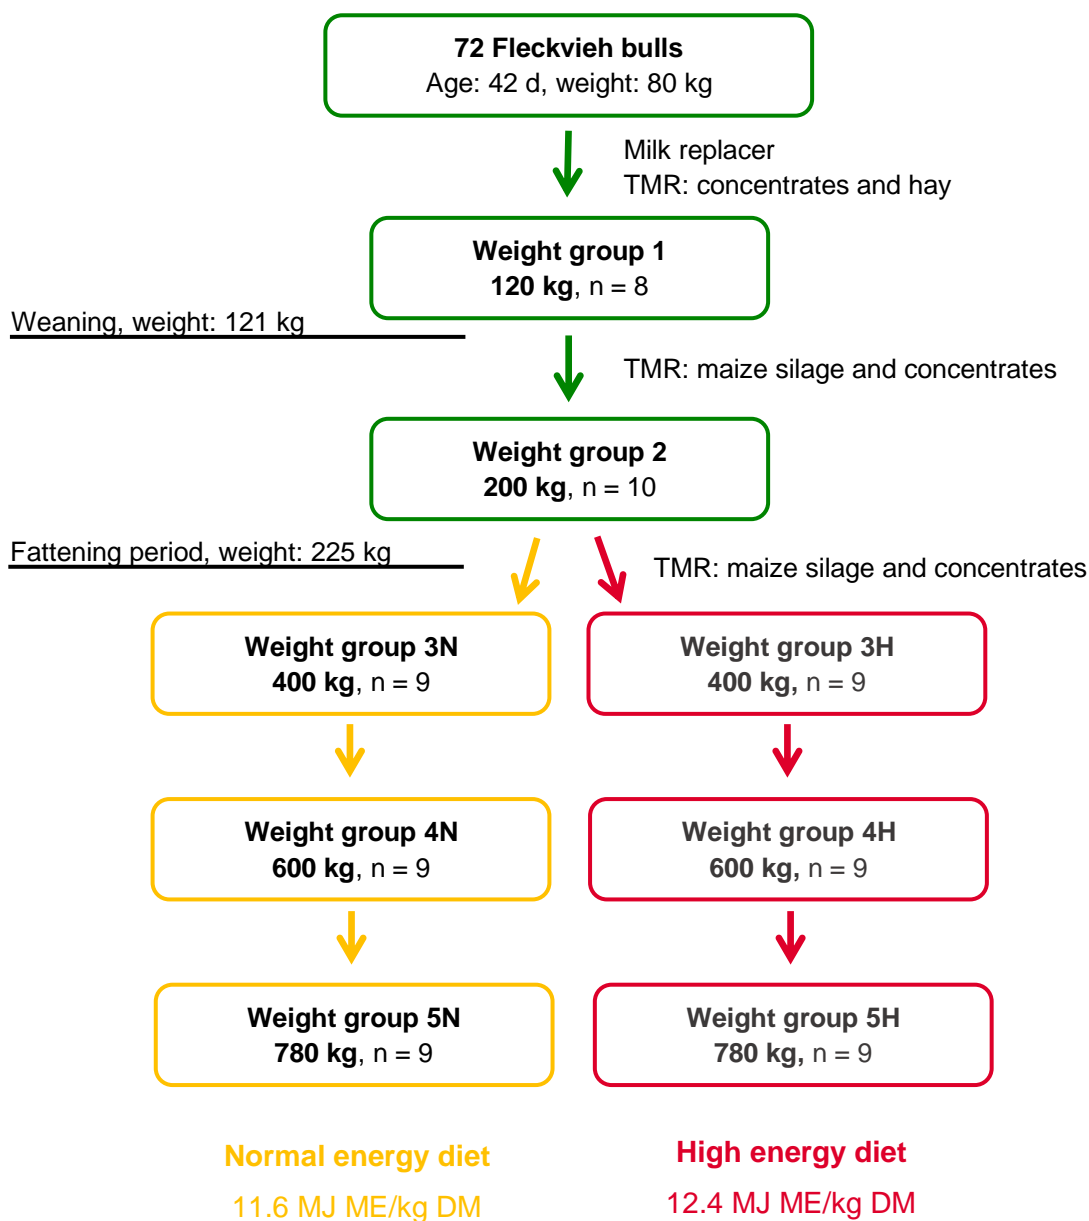 72 Fleckvieh bulls
Age: 42 d, weight: 80 kg
Milk replacer
TMR: concentrates and hay
Weight group 1
120 kg, n = 8
Weaning, weight: 121 kg
TMR: maize silage and concentrates
Weight group 2
200 kg, n = 10
Fattening period, weight: 225 kg
TMR: maize silage and concentrates
Weight group 3N
400 kg, n = 9
Weight group 3H
400 kg, n = 9
Weight group 4N
600 kg, n = 9
Weight group 4H
600 kg, n = 9
Weight group 5N
780 kg, n = 9
Weight group 5H
780 kg, n = 9
Normal energy diet
11.6 MJ ME/kg DM
High energy diet
12.4 MJ ME/kg DM